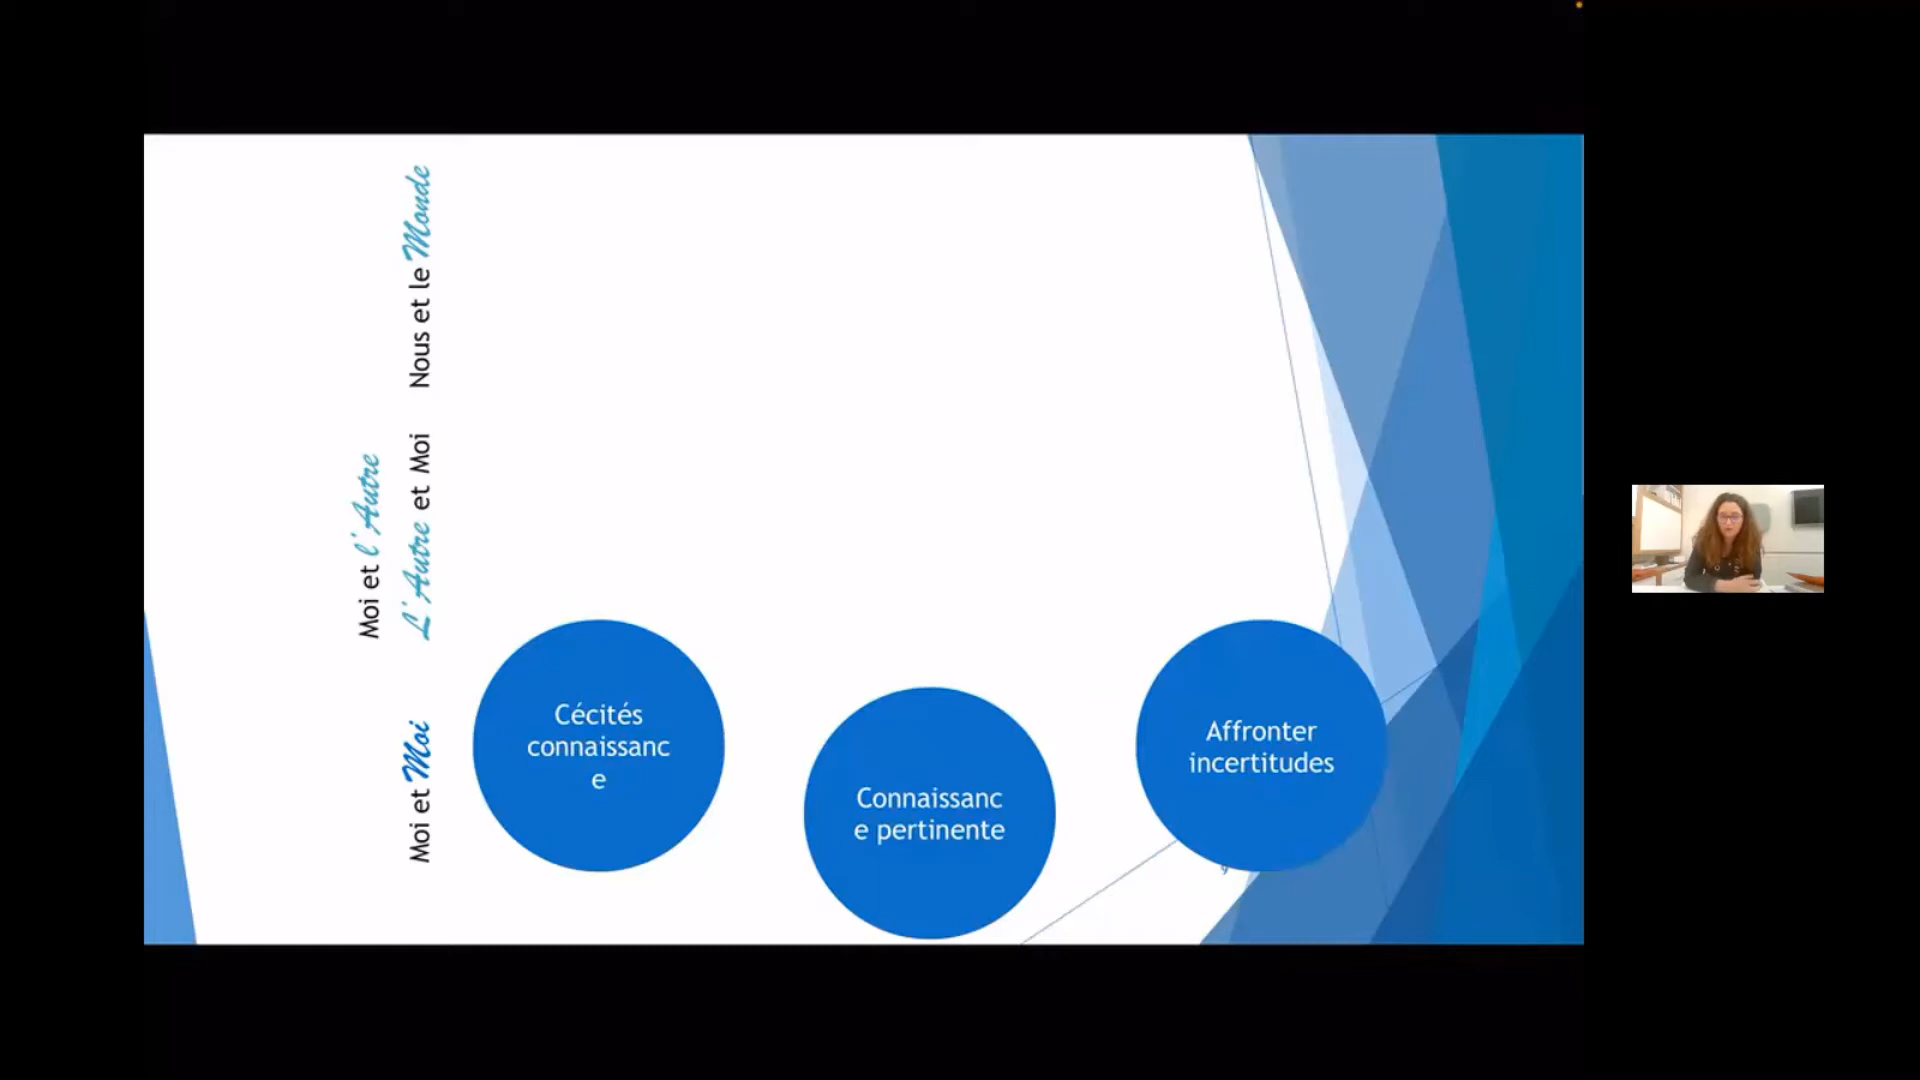 Nous et le Monde
Moi et l'Autre
L'Autre et Moi
Moi et Moi
Cécités
connaissanc
e
Connaissanc
e pertinente
Affronter
incertitudes